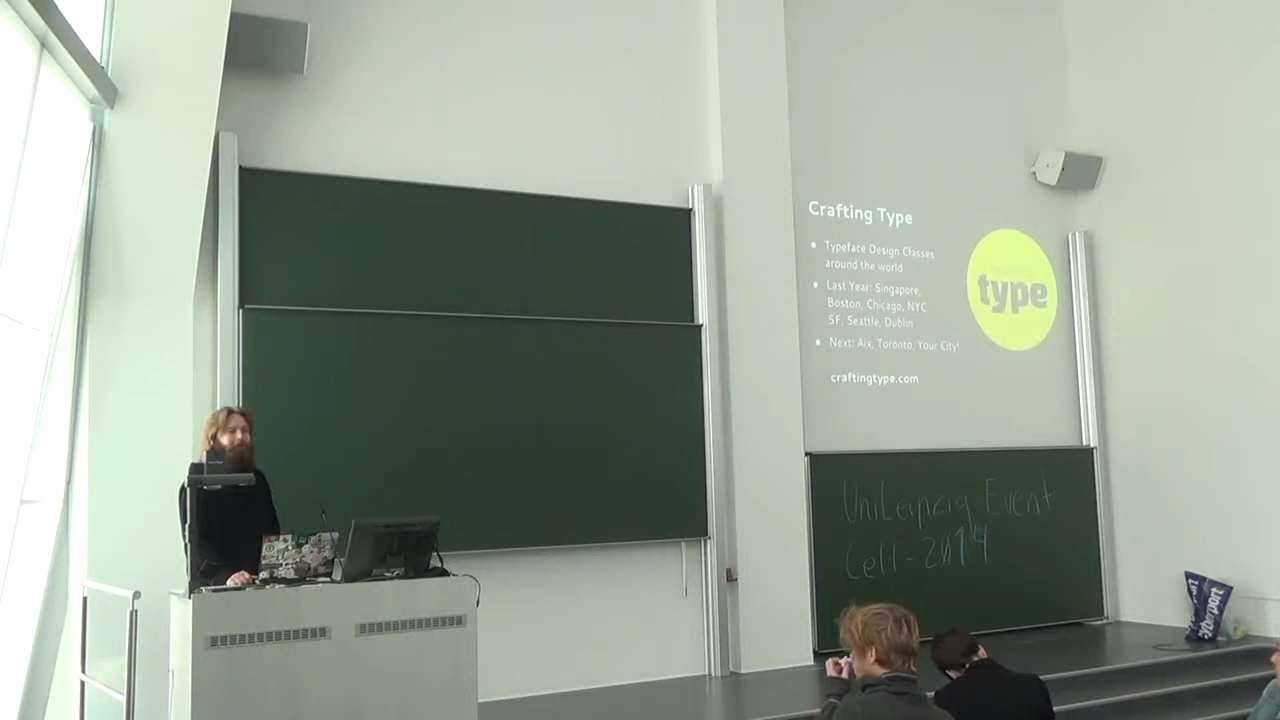 Crafting Type
• Typeface Design Classes
around the world
• Last Year: Singapore,
Boston, Chicago, NYC
SF, Seattle, Dublin
• Next: Aix, Toronto, Your City!
craftingtype.com
type
UniLeipzig Event
Cell-2014
cyberport